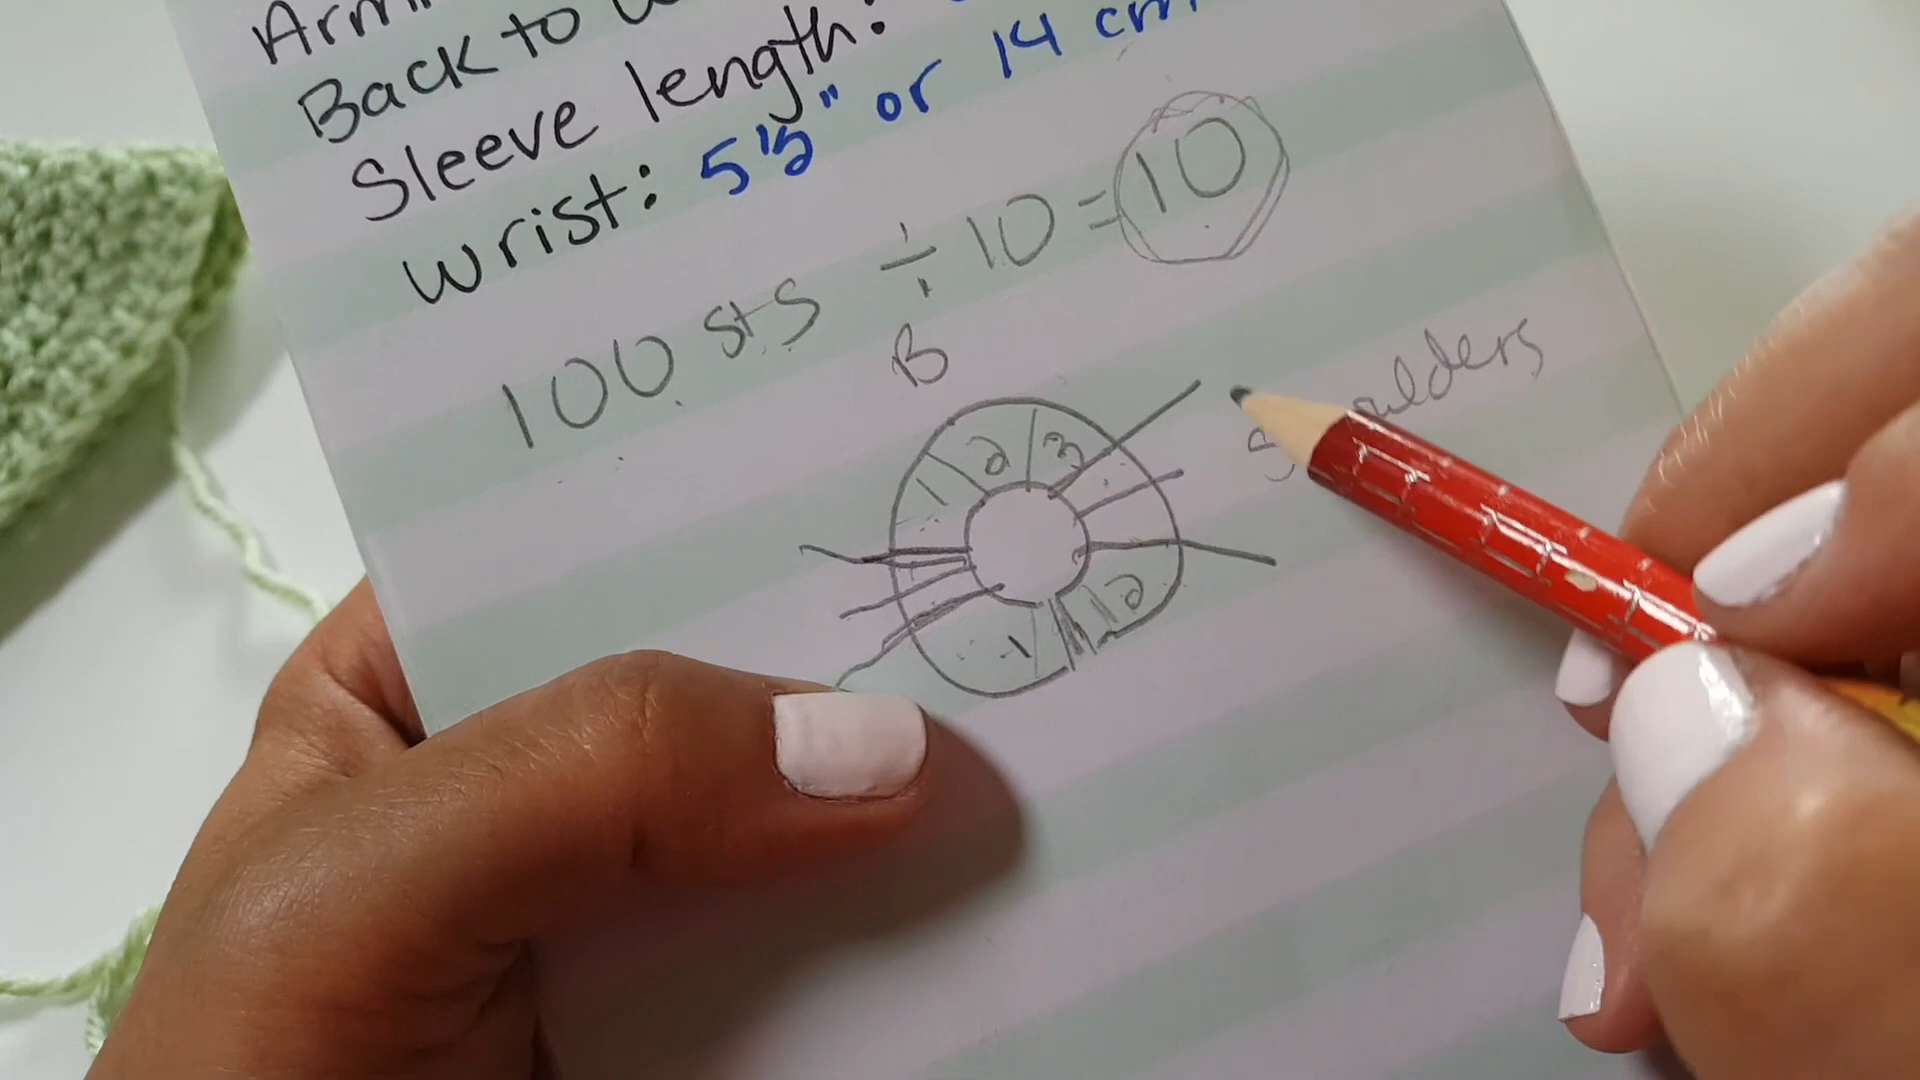 Back to
Sleeve length:
wrist: 5½" or 14 cm
100 sts ÷ 10 = 10
B
1 2 3
1 1 2